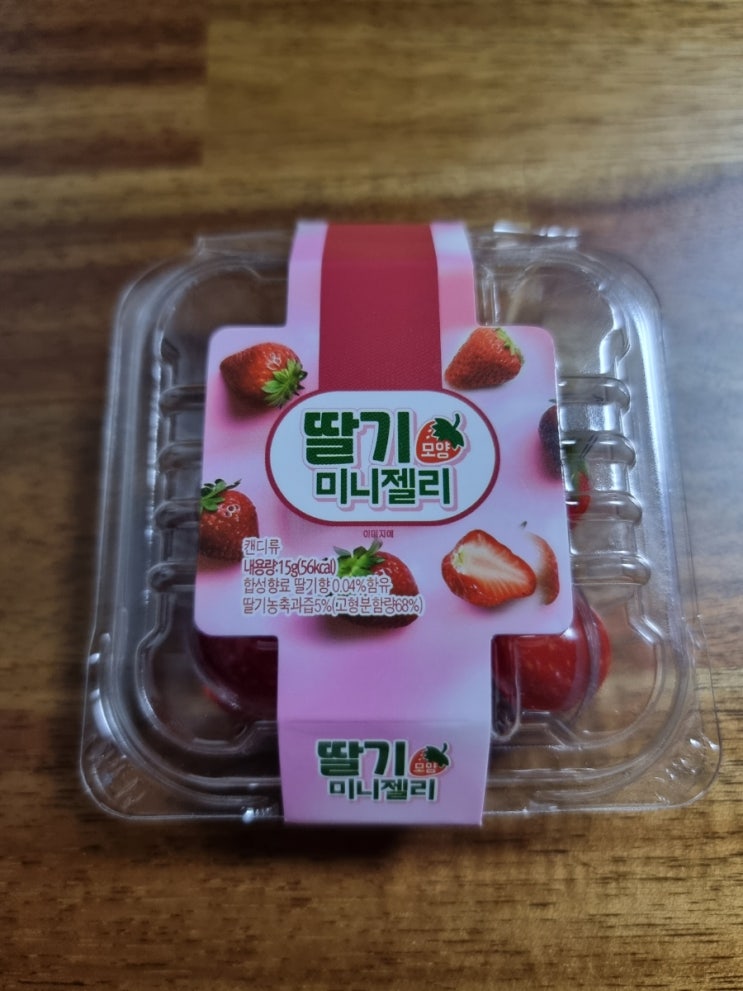 딸기 모양
미니젤리
이미지예
캔디류
내용량:15g(56kcal)
합성향료 딸기향 0.04% 함유
딸기농축과즙5%(고형분함량68%)
딸기 모양
미니젤리